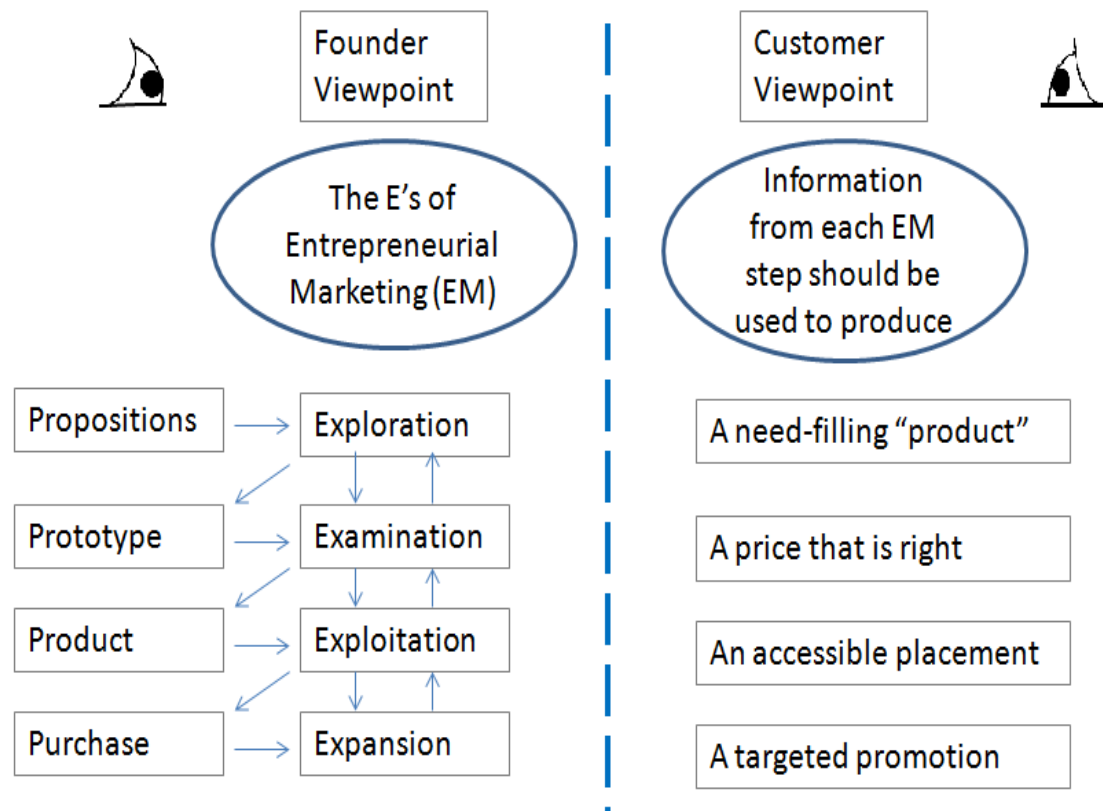 Founder
Viewpoint
Customer
Viewpoint
The E's of
Entrepreneurial
Marketing (EM)
Information
from each EM
step should be
used to produce
Propositions
Exploration
A need-filling “product”
Prototype
Examination
A price that is right
Product
Exploitation
An accessible placement
Purchase
Expansion
A targeted promotion